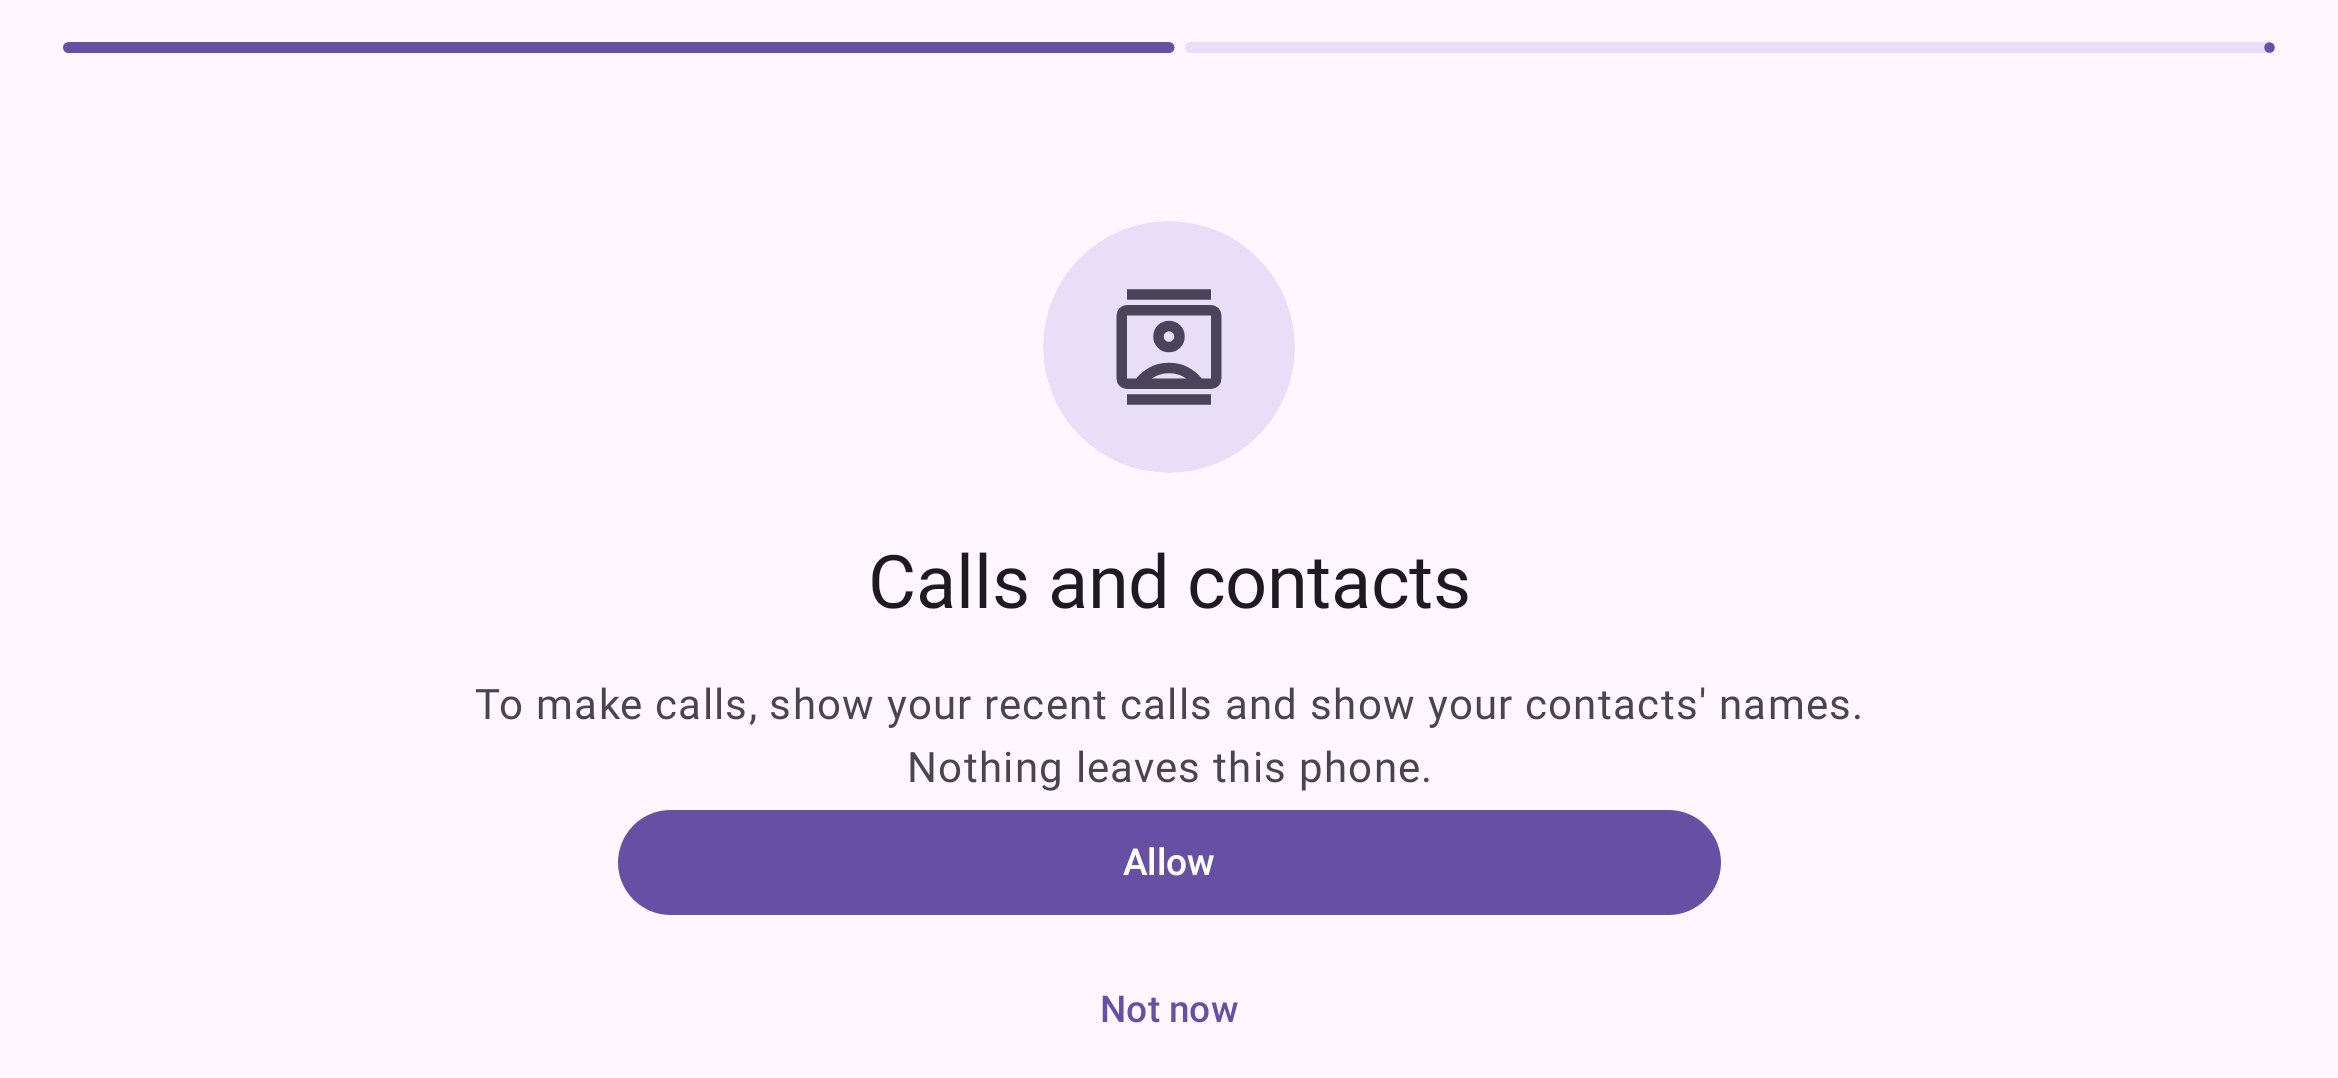 Calls and contacts
To make calls, show your recent calls and show your contacts' names.
Nothing leaves this phone.
Allow
Not now